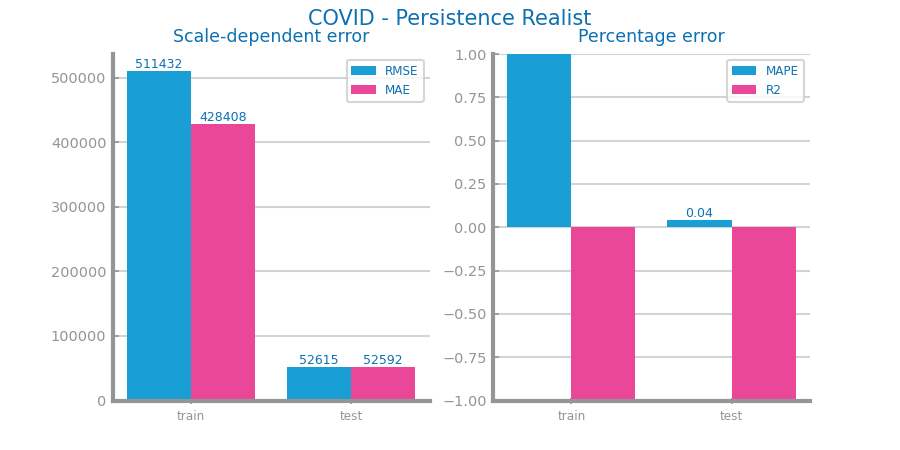 COVID - Persistence Realist
Scale-dependent error
500000
400000
300000
200000
100000
0
511432
428408
52615
52592
RMSE
MAE
train
test
Percentage error
1.00
0.75
0.50
0.25
0.00
−0.25
−0.50
−0.75
−1.00
0.04
MAPE
R2
train
test